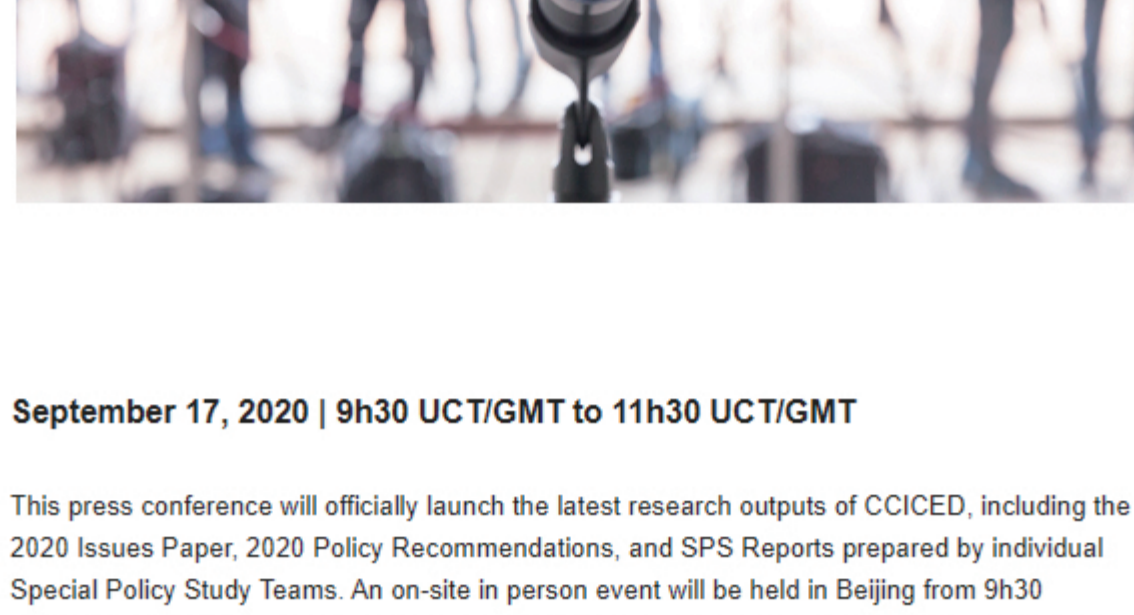 September 17, 2020 | 9h30 UCT/GMT to 11h30 UCT/GMT
This press conference will officially launch the latest research outputs of CCICED, including the
2020 Issues Paper, 2020 Policy Recommendations, and SPS Reports prepared by individual
Special Policy Study Teams. An on-site in person event will be held in Beijing from 9h30